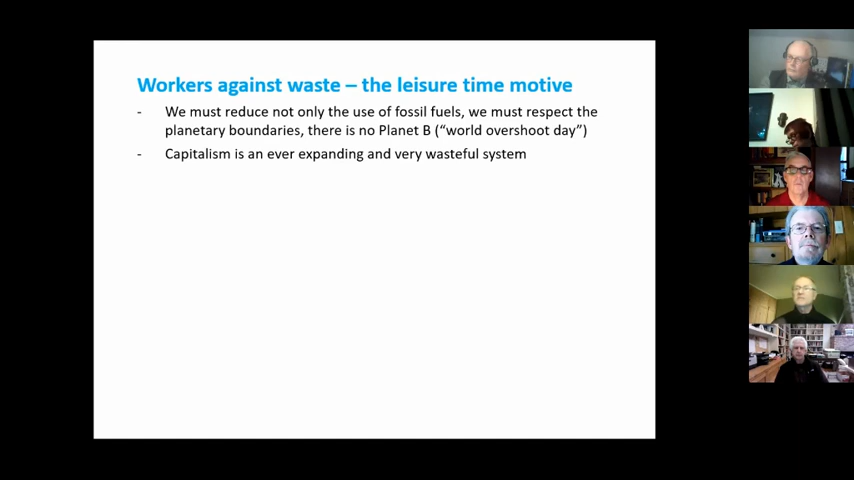 Workers against waste – the leisure time motive
- We must reduce not only the use of fossil fuels, we must respect the
planetary boundaries, there is no Planet B (“world overshoot day”)
- Capitalism is an ever expanding and very wasteful system